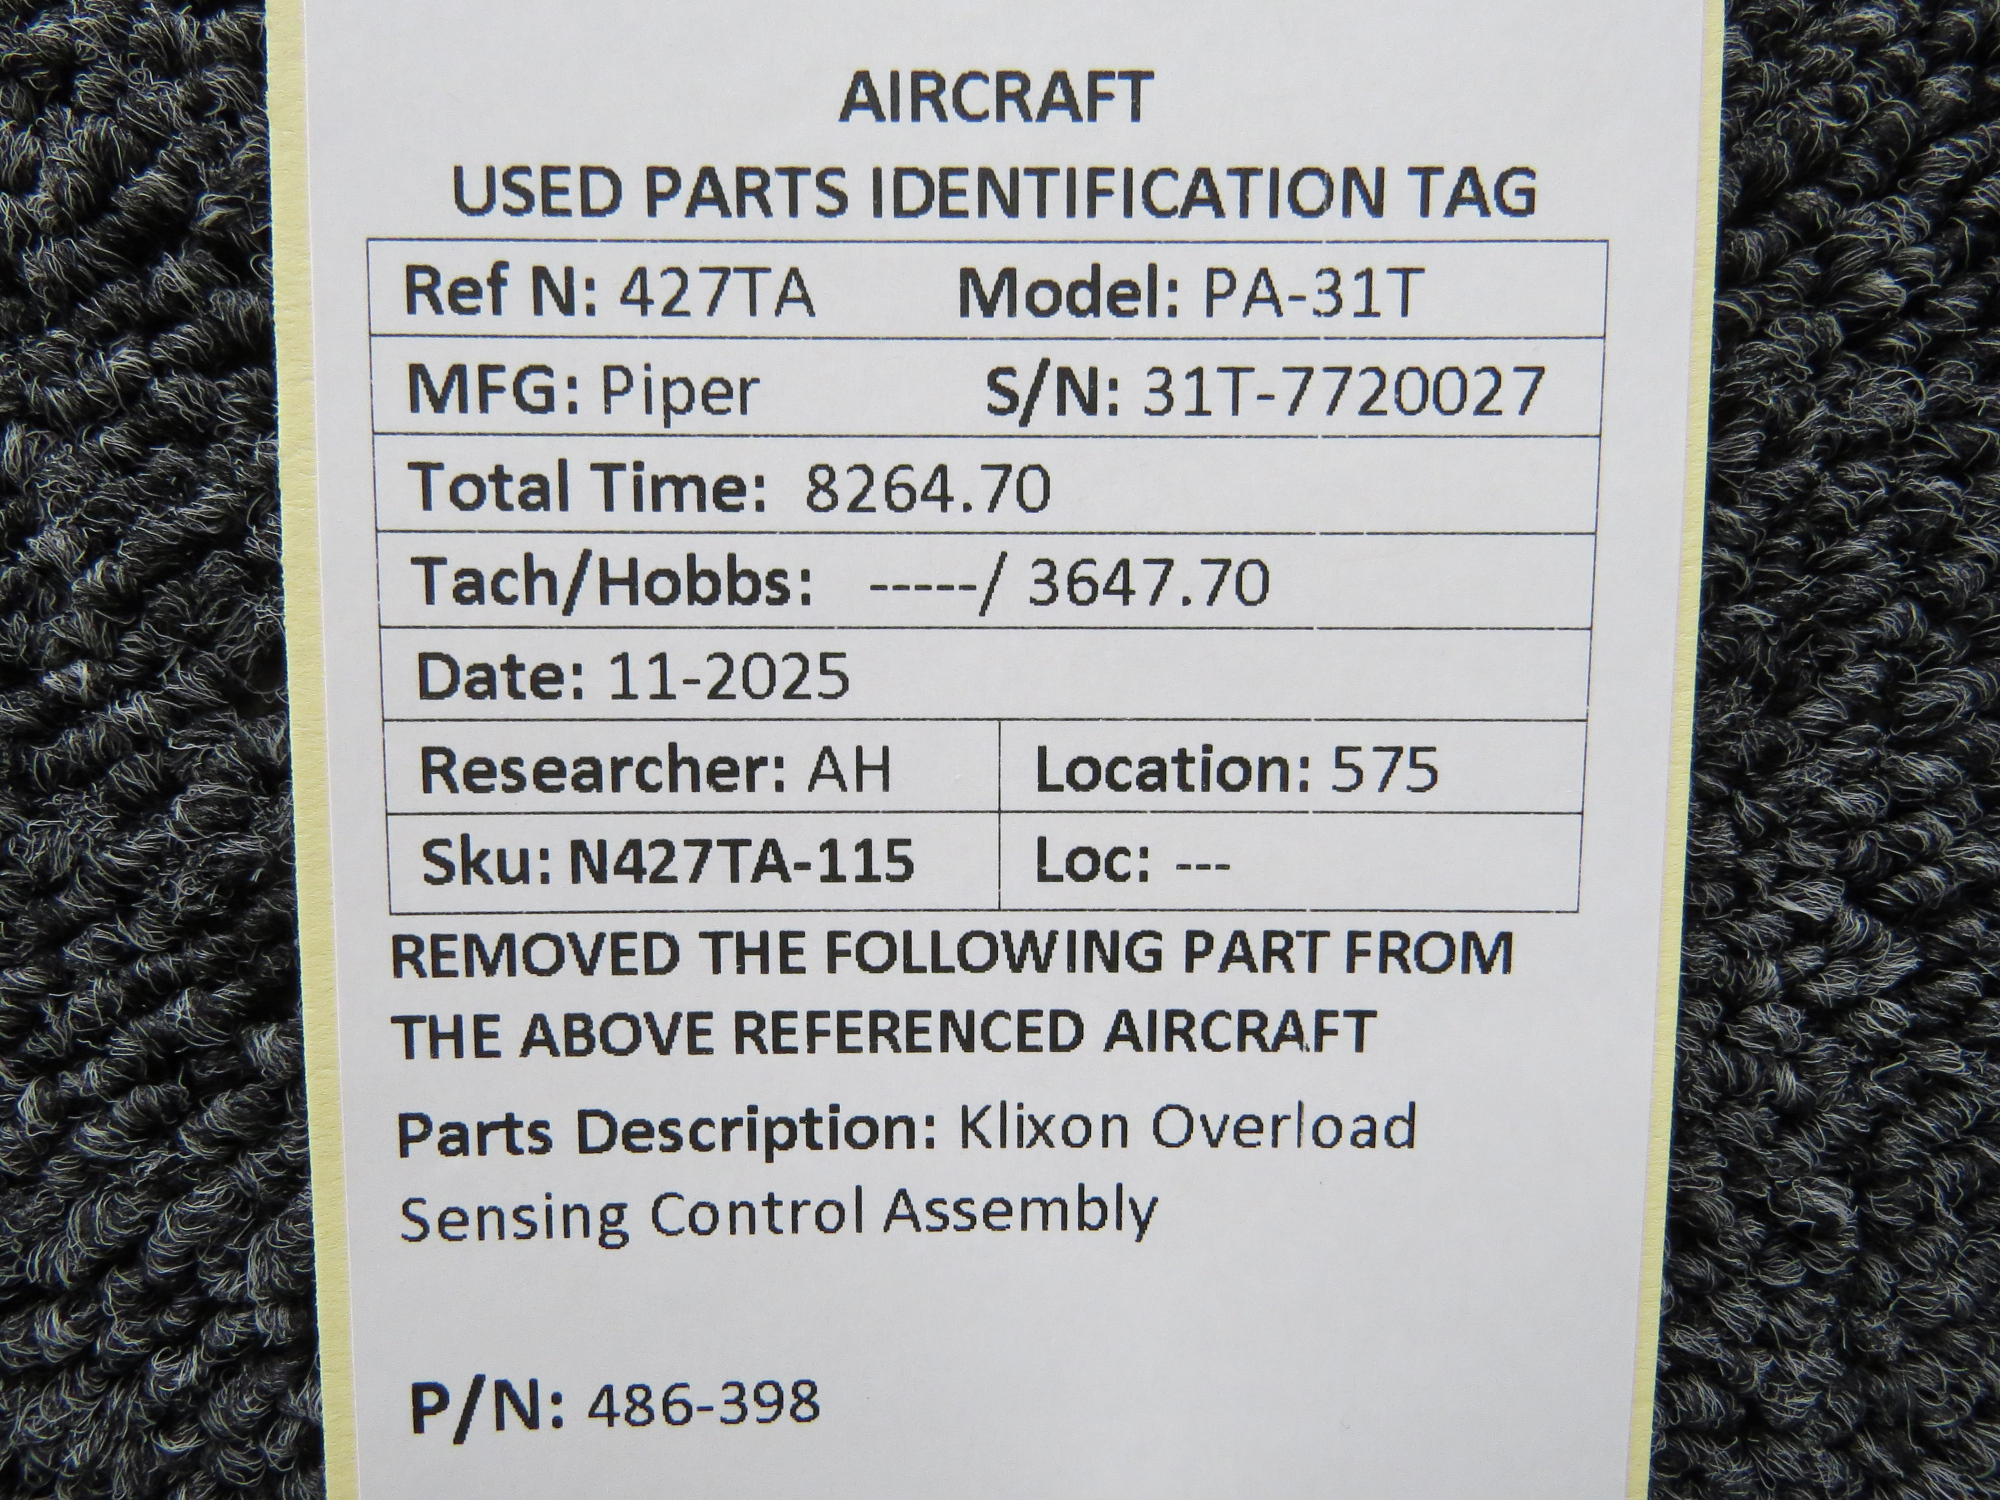 AIRCRAFT
USED PARTS IDENTIFICATION TAG
Ref N: 427TA Model: PA-31T
MFG: Piper S/N: 31T-7720027
Total Time: 8264.70
Tach/Hobbs: -----/ 3647.70
Date: 11-2025
Researcher: AH Location: 575
Sku: N427TA-115 Loc: ---
REMOVED THE FOLLOWING PART FROM
THE ABOVE REFERENCED AIRCRAFT
Parts Description: Klixon Overload
Sensing Control Assembly
P/N: 486-398